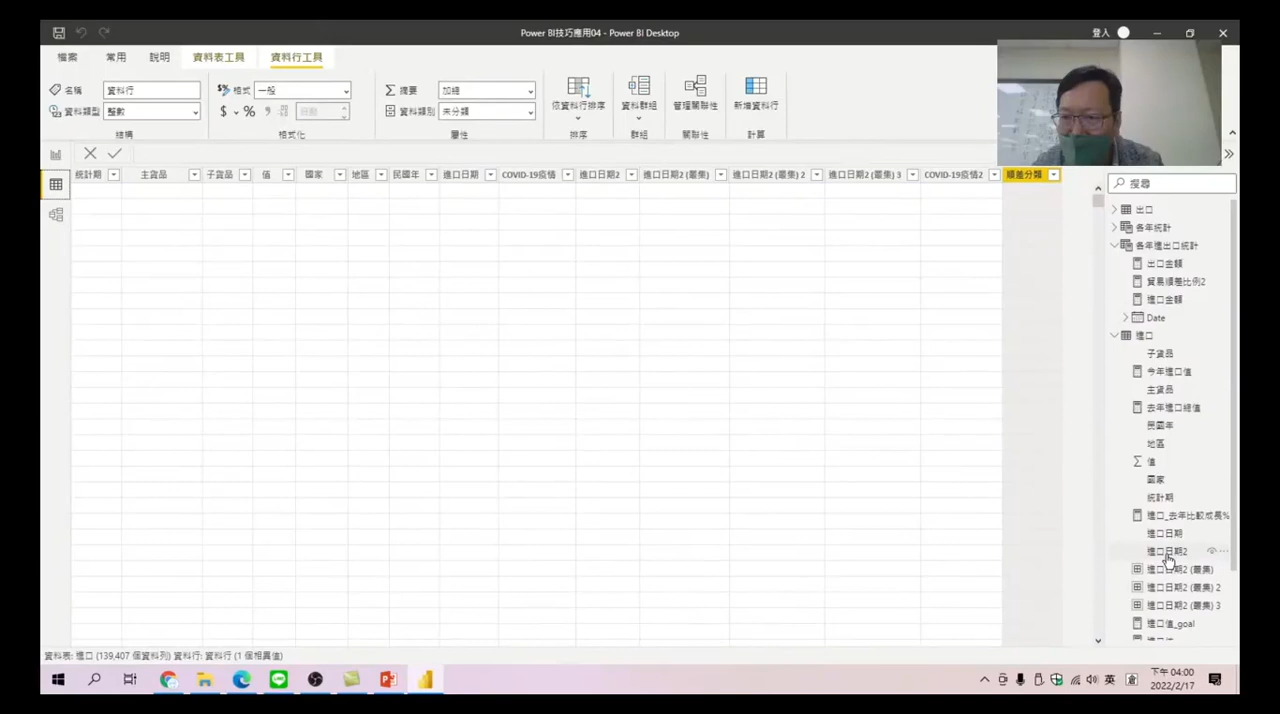 Power BI技巧應用04 - Power BI Desktop
登入
檔案 常用 說明 資料表工具 資料行工具
名稱 資料行
格式 一般
摘要 加總
資料類型 整數
$ %
自動
資料類別 未分類
依資料行排序
資料群組
管理關聯性
新增資料行
結構 格式化 屬性 排序 群組 關聯性 計算
統計期 主貨品 子貨品 值 國家 地區 民國年 進口日期 COVID-19疫情 進口日期2 進口日期2 (叢集) 進口日期2 (叢集) 2 進口日期2 (叢集) 3 COVID-19疫情2 順差分類
搜尋
出口
各年統計
各年進出口統計
出口金額
貿易順差比例2
進口金額
Date
進口
子貨品
今年進口值
主貨品
去年進口總值
民國年
地區
值
國家
統計期
進口_去年比較成長%
進口日期
進口日期2
進口日期2 (叢集)
進口日期2 (叢集) 2
進口日期2 (叢集) 3
進口值_goal
資料表: 進口 (139,407 個資料列) 資料行: 資料行 (1 個相異值)
英
下午 04:00
2022/2/17